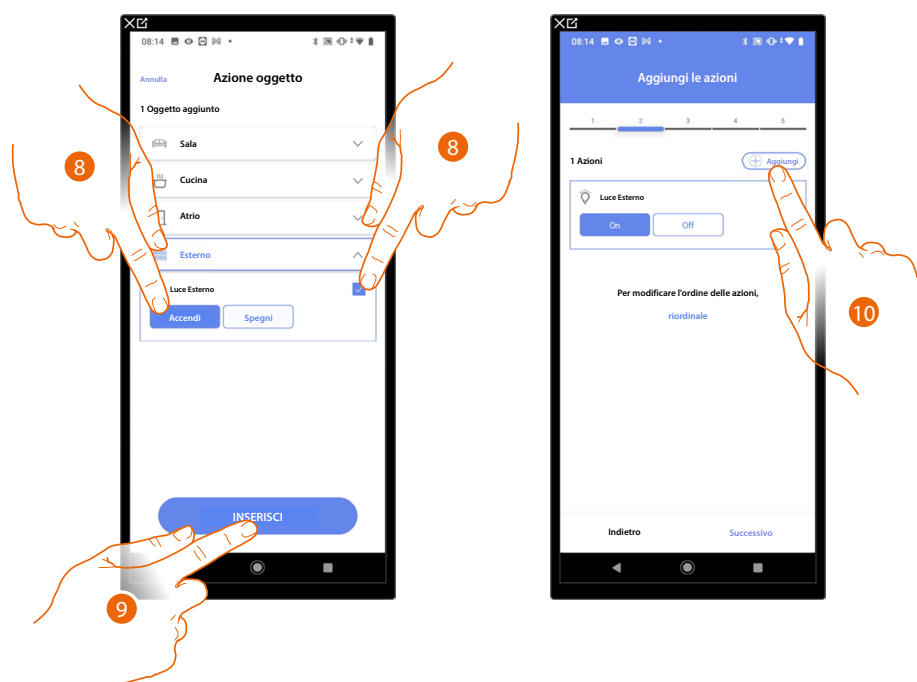 08:14
Annulla Azione oggetto
1 Oggetto aggiunto
Sala
Cucina
Atrio
Esterno
Luce Esterno
Accendi Spegni
INSERISCI
8
8
9
08:14
Aggiungi le azioni
1 2 3 4 5
1 Azioni Aggiungi
Luce Esterno
On Off
Per modificare l'ordine delle azioni,
riordinale
Indietro Successivo
10